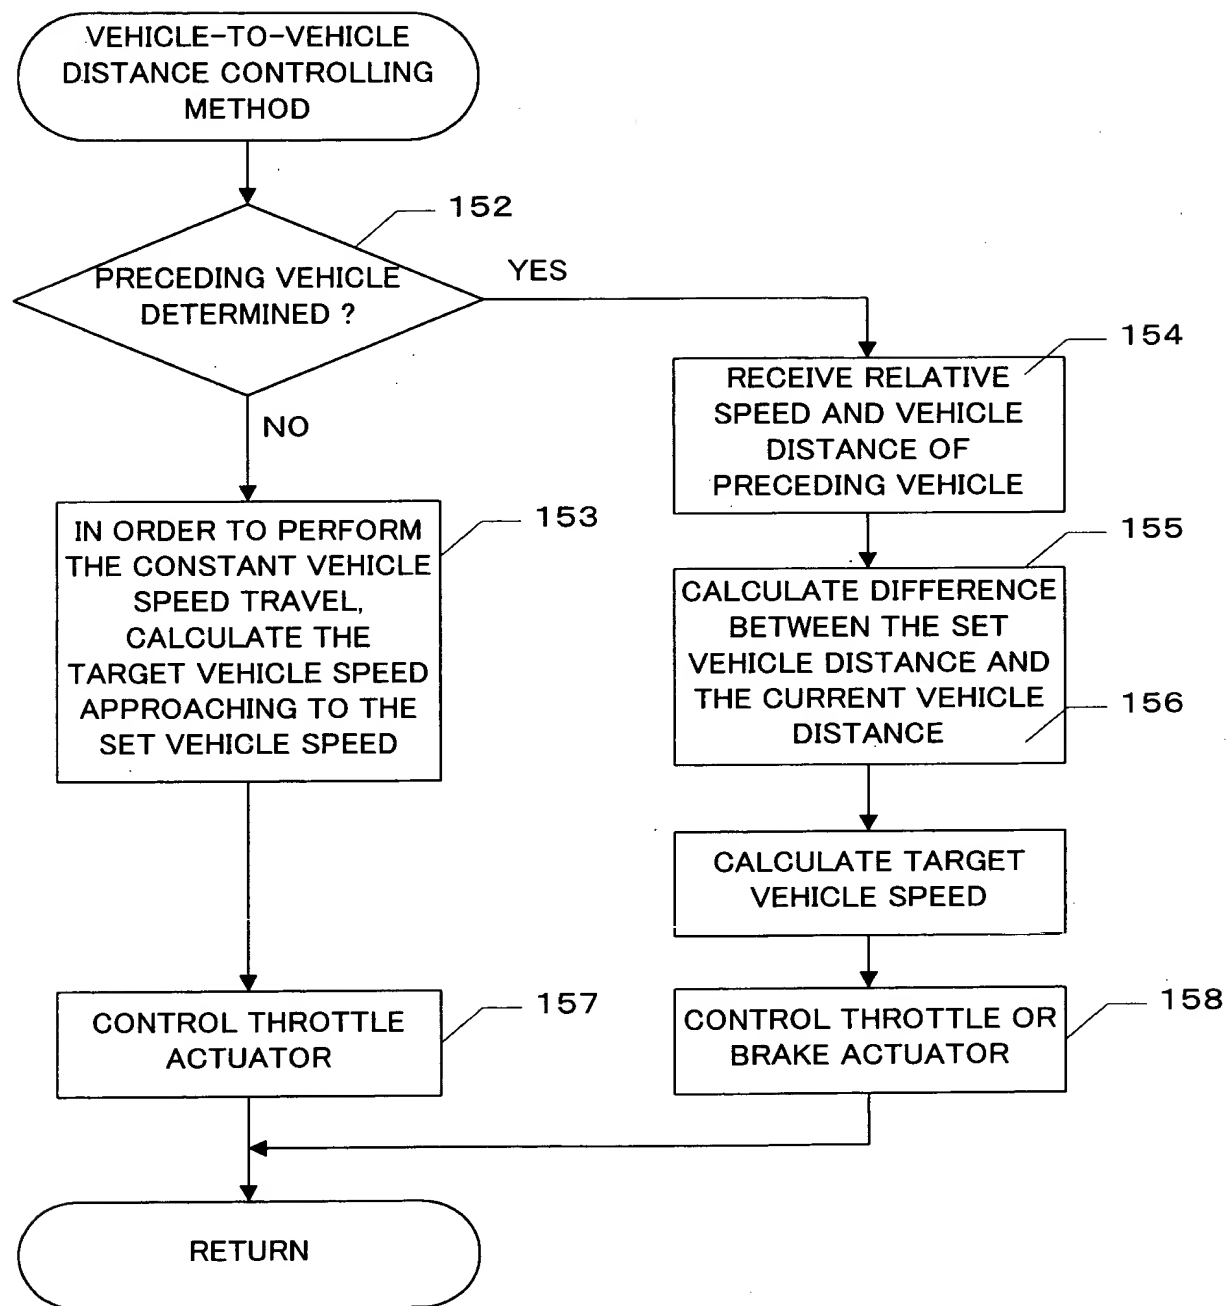 VEHICLE-TO-VEHICLE
DISTANCE CONTROLLING
METHOD
152
PRECEDING VEHICLE
DETERMINED ?
YES
NO
154
RECEIVE RELATIVE
SPEED AND VEHICLE
DISTANCE OF
PRECEDING VEHICLE
153
IN ORDER TO PERFORM
THE CONSTANT VEHICLE
SPEED TRAVEL,
CALCULATE THE
TARGET VEHICLE SPEED
APPROACHING TO THE
SET VEHICLE SPEED
155
CALCULATE DIFFERENCE
BETWEEN THE SET
VEHICLE DISTANCE AND
THE CURRENT VEHICLE
DISTANCE
156
CALCULATE TARGET
VEHICLE SPEED
157
CONTROL THROTTLE
ACTUATOR
158
CONTROL THROTTLE OR
BRAKE ACTUATOR
RETURN